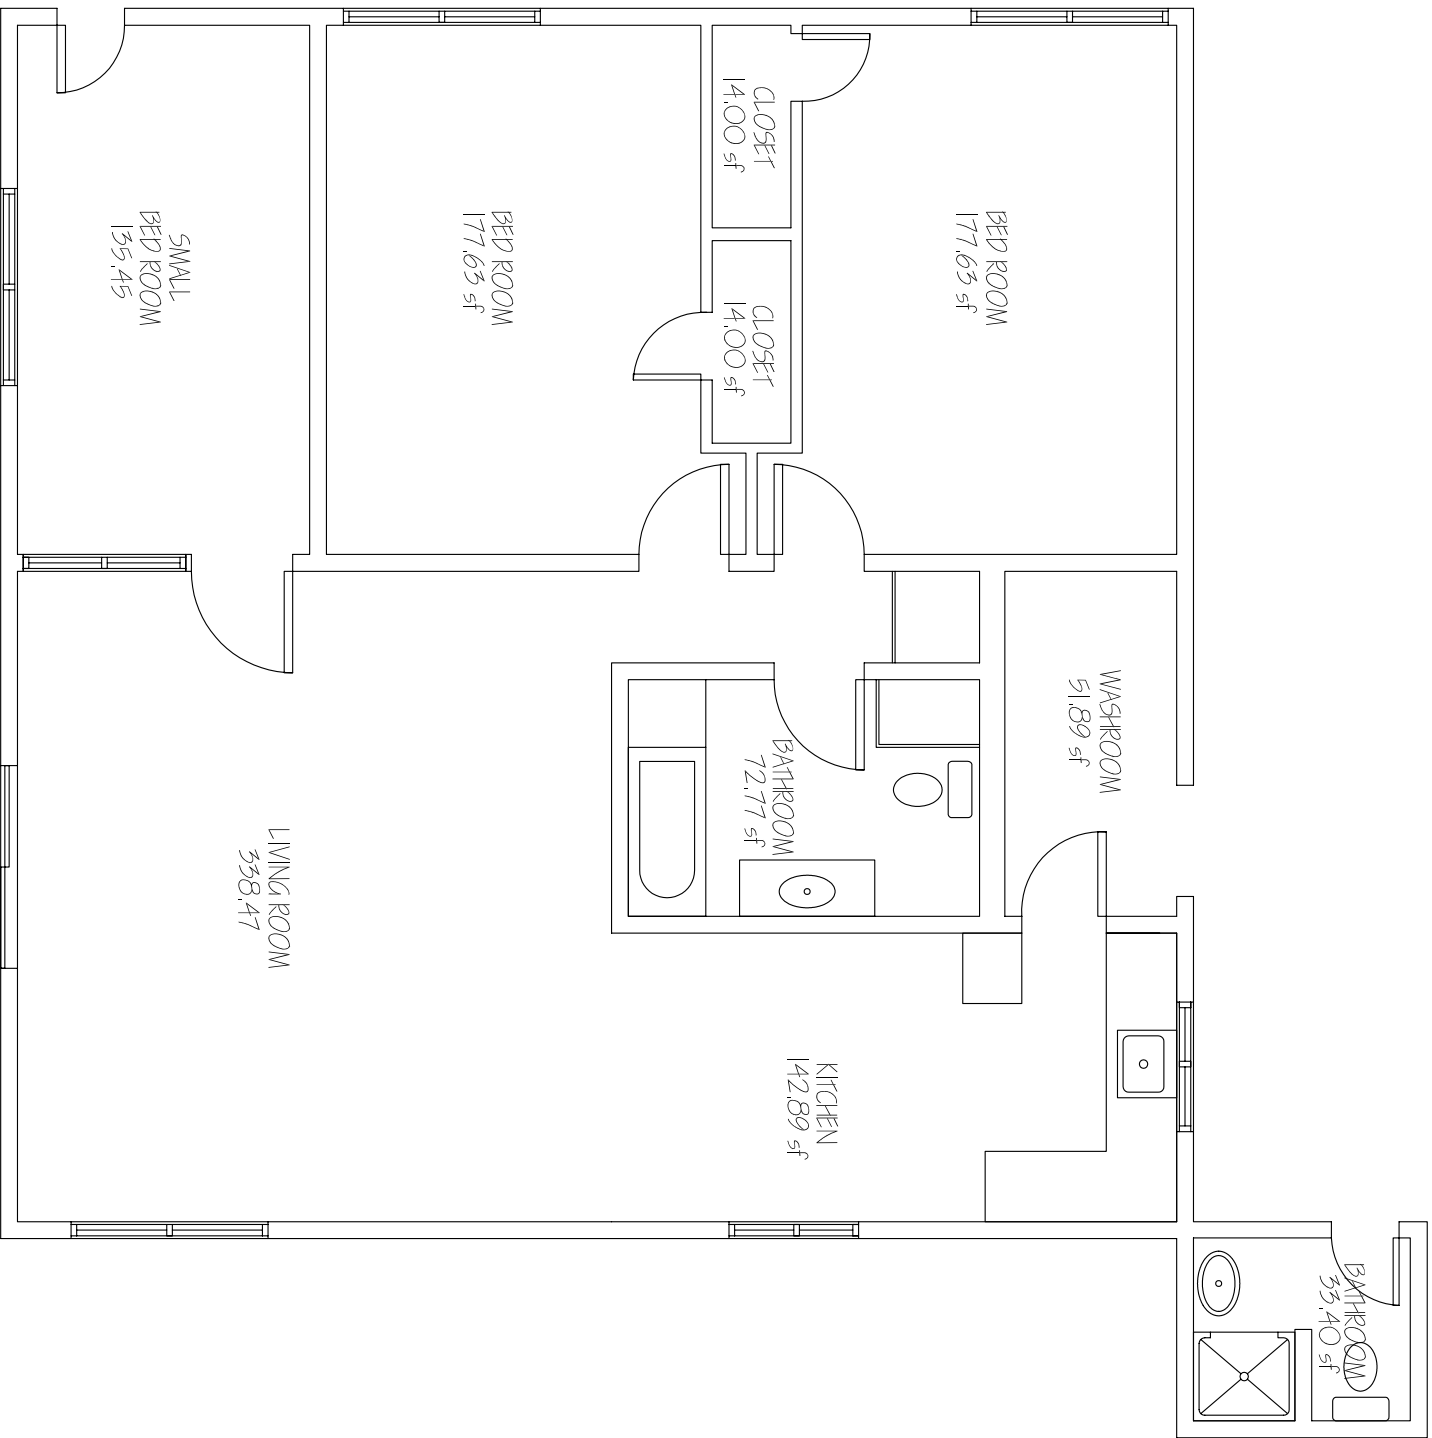 CLOSET
14.00 sf
BED ROOM
177.63 sf
CLOSET
14.00 sf
BED ROOM
177.63 sf
SMALL
BED ROOM
135.45
WASHROOM
51.89 sf
BATHROOM
72.77 sf
LIVING ROOM
338.47
KITCHEN
142.89 sf
BATHROOM
33.40 sf